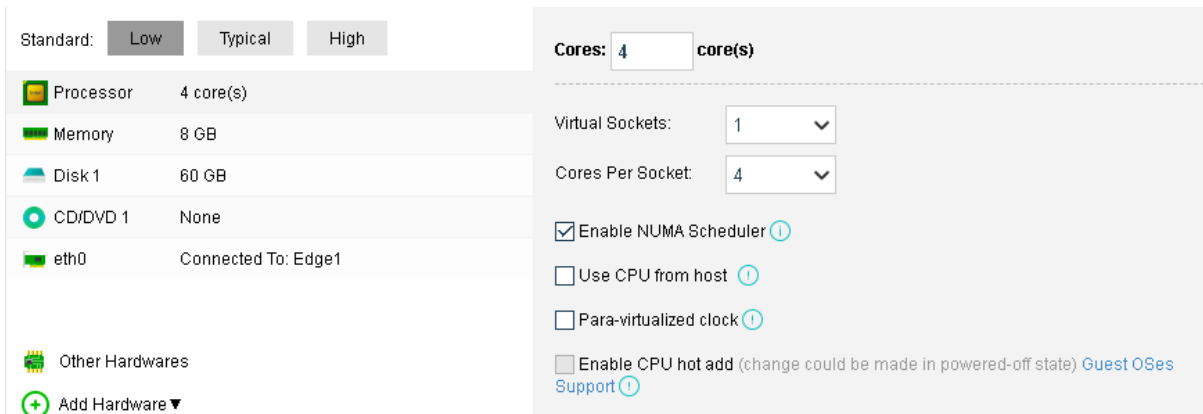 Standard: Low Typical High
Processor 4 core(s)
Memory 8 GB
Disk 1 60 GB
CD/DVD 1 None
eth0 Connected To: Edge1
Other Hardwares
Add Hardware▼
Cores: 4 core(s)
Virtual Sockets: 1
Cores Per Socket: 4
Enable NUMA Scheduler
Use CPU from host
Para-virtualized clock
Enable CPU hot add (change could be made in powered-off state) Guest OSes
Support